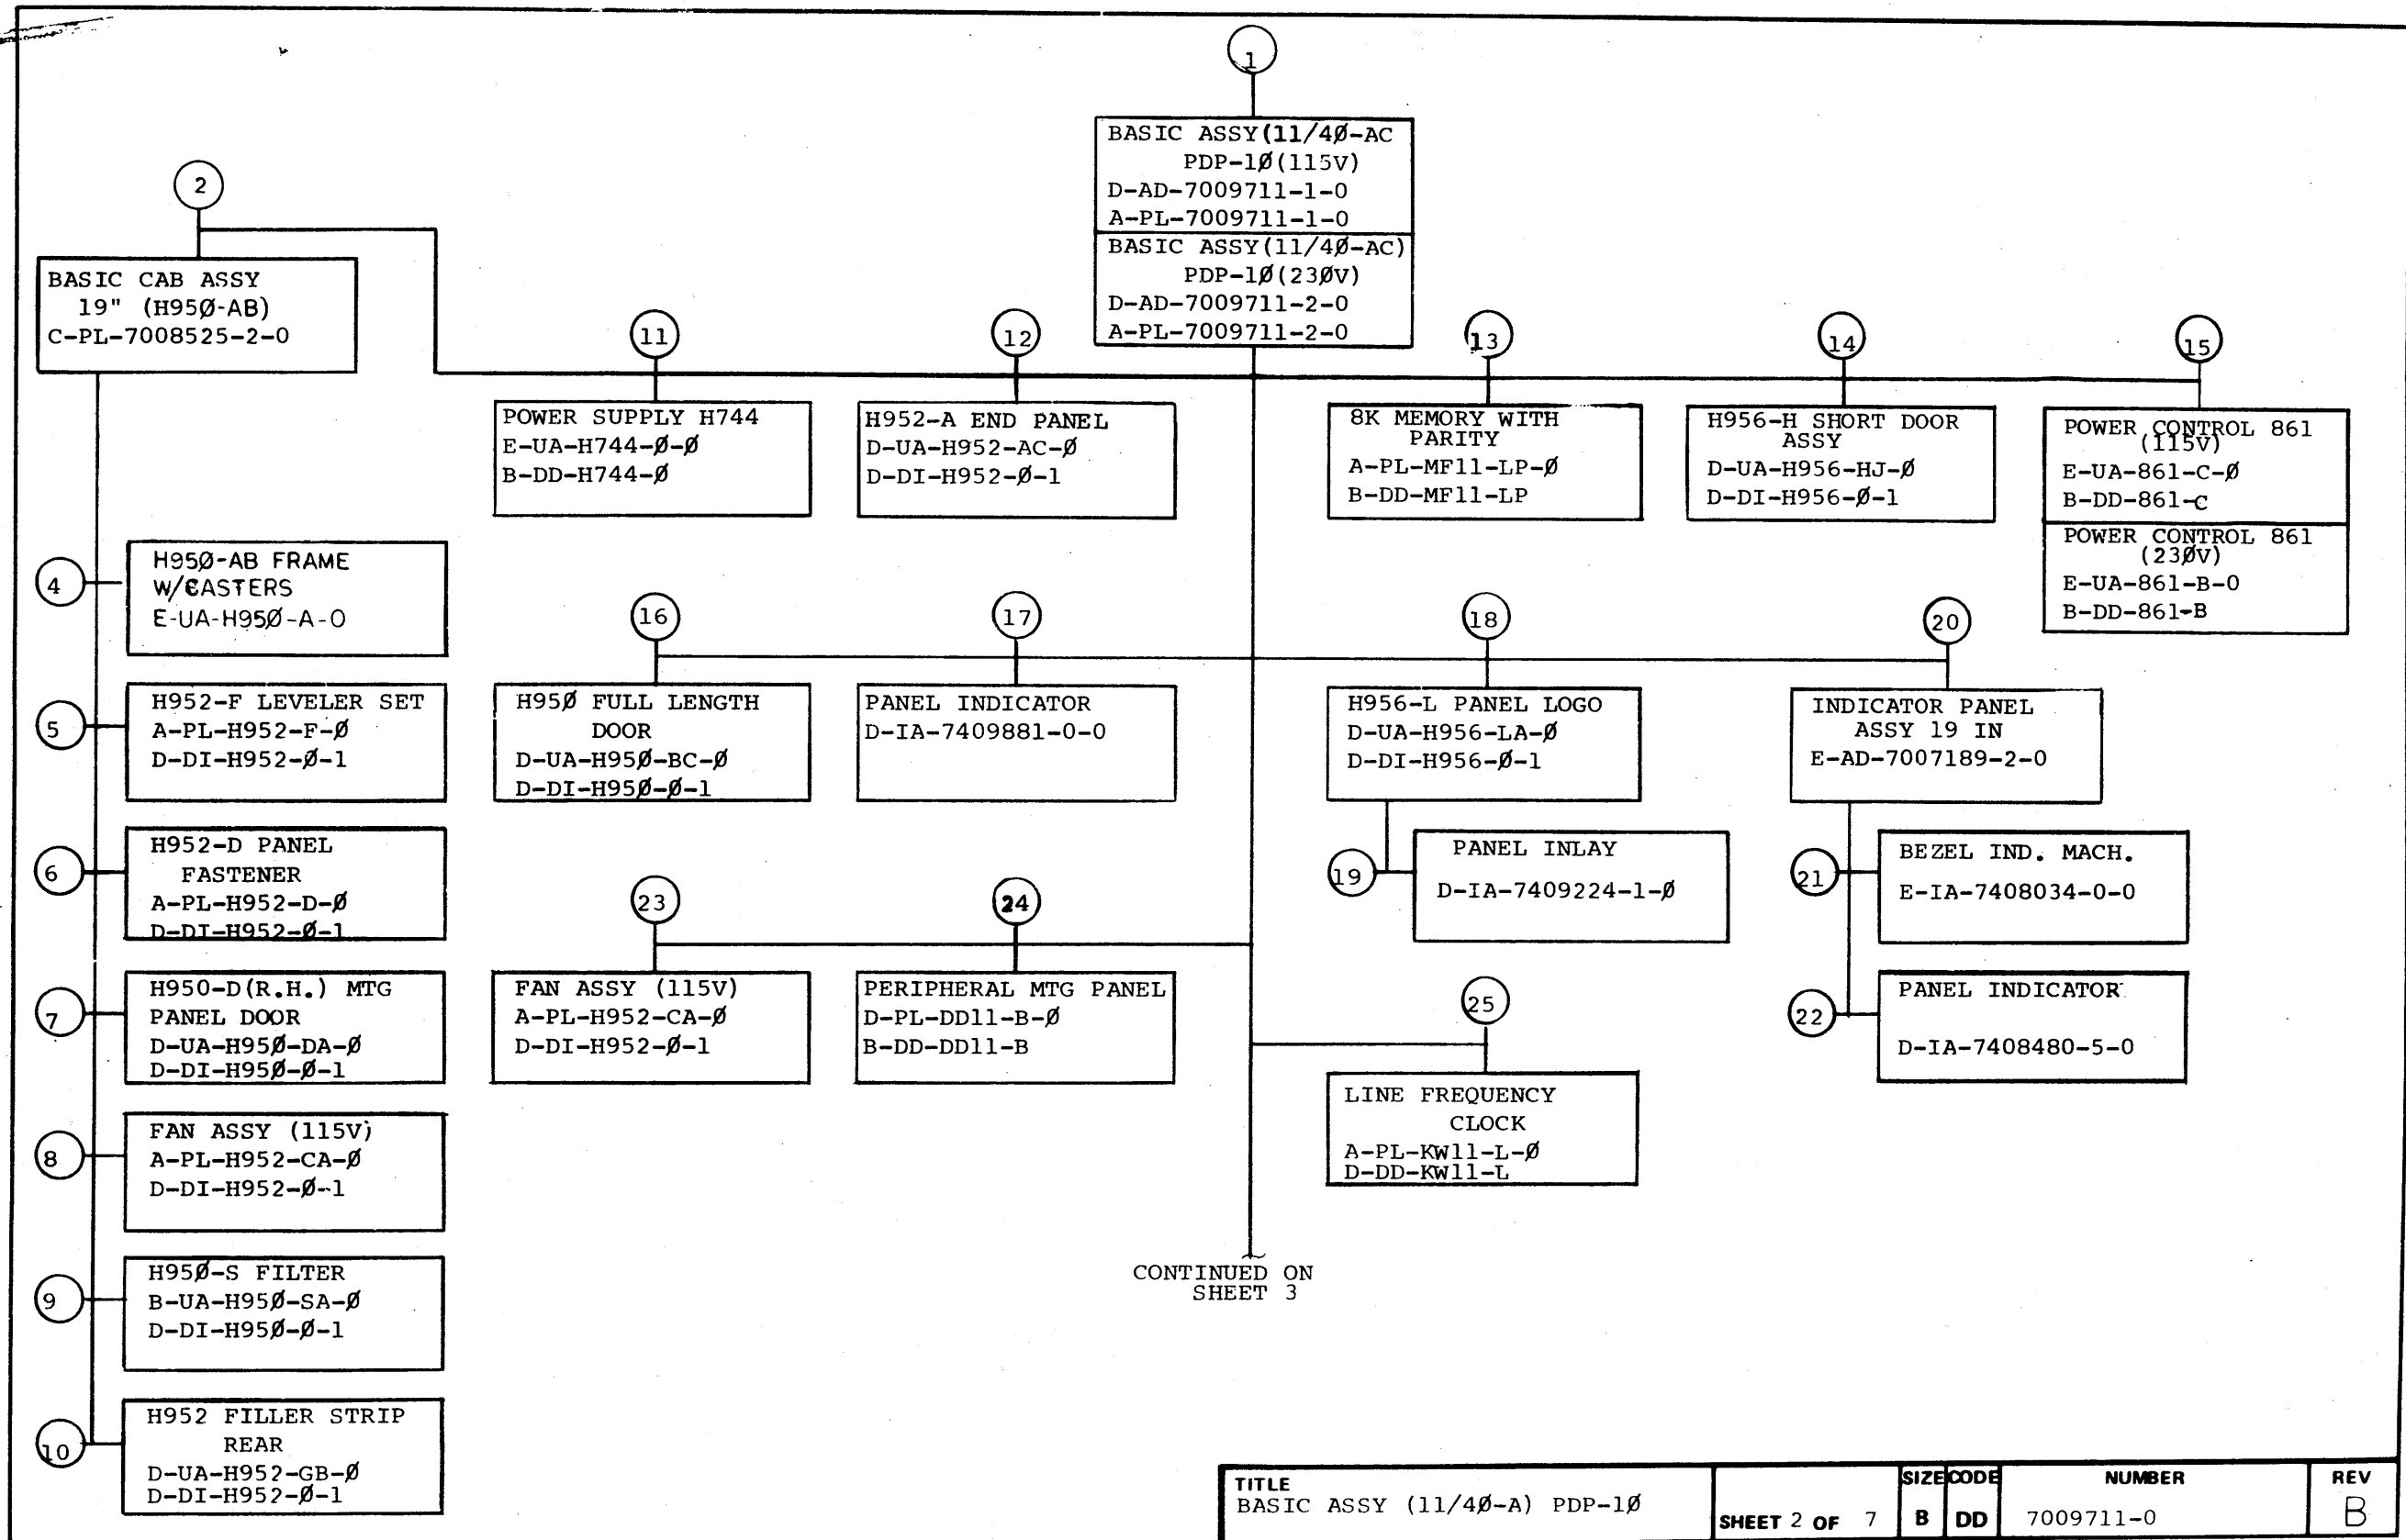 1
BASIC ASSY(11/4Ø-AC
PDP-1Ø(115V)
D-AD-7009711-1-0
A-PL-7009711-1-0
BASIC ASSY(11/4Ø-AC)
PDP-1Ø(23ØV)
D-AD-7009711-2-0
A-PL-7009711-2-0
2
BASIC CAB ASSY
19" (H95Ø-AB)
C-PL-7008525-2-0
11
POWER SUPPLY H744
E-UA-H744-Ø-Ø
B-DD-H744-Ø
12
H952-A END PANEL
D-UA-H952-AC-Ø
D-DI-H952-Ø-1
13
8K MEMORY WITH
PARITY
A-PL-MF11-LP-Ø
B-DD-MF11-LP
14
H956-H SHORT DOOR
ASSY
D-UA-H956-HJ-Ø
D-DI-H956-Ø-1
15
POWER CONTROL 861
(115V)
E-UA-861-C-Ø
B-DD-861-C
POWER CONTROL 861
(23ØV)
E-UA-861-B-0
B-DD-861-B
4
H95Ø-AB FRAME
W/CASTERS
E-UA-H95Ø-A-0
5
H952-F LEVELER SET
A-PL-H952-F-Ø
D-DI-H952-Ø-1
6
H952-D PANEL
FASTENER
A-PL-H952-D-Ø
D-DI-H952-Ø-1
7
H950-D(R.H.) MTG
PANEL DOOR
D-UA-H95Ø-DA-Ø
D-DI-H95Ø-Ø-1
8
FAN ASSY (115V)
A-PL-H952-CA-Ø
D-DI-H952-Ø-1
9
H95Ø-S FILTER
B-UA-H95Ø-SA-Ø
D-DI-H95Ø-Ø-1
10
H952 FILLER STRIP
REAR
D-UA-H952-GB-Ø
D-DI-H952-Ø-1
16
H95Ø FULL LENGTH
DOOR
D-UA-H95Ø-BC-Ø
D-DI-H95Ø-Ø-1
17
PANEL INDICATOR
D-IA-7409881-0-0
18
H956-L PANEL LOGO
D-UA-H956-LA-Ø
D-DI-H956-Ø-1
19
PANEL INLAY
D-IA-7409224-1-Ø
20
INDICATOR PANEL
ASSY 19 IN
E-AD-7007189-2-0
21
BEZEL IND. MACH.
E-IA-7408034-0-0
22
PANEL INDICATOR
D-IA-7408480-5-0
23
FAN ASSY (115V)
A-PL-H952-CA-Ø
D-DI-H952-Ø-1
24
PERIPHERAL MTG PANEL
D-PL-DD11-B-Ø
B-DD-DD11-B
25
LINE FREQUENCY
CLOCK
A-PL-KW11-L-Ø
D-DD-KW11-L
CONTINUED ON
SHEET 3
TITLE
BASIC ASSY (11/4Ø-A) PDP-1Ø
SHEET 2 OF 7
SIZE
B
CODE
DD
NUMBER
7009711-0
REV
B